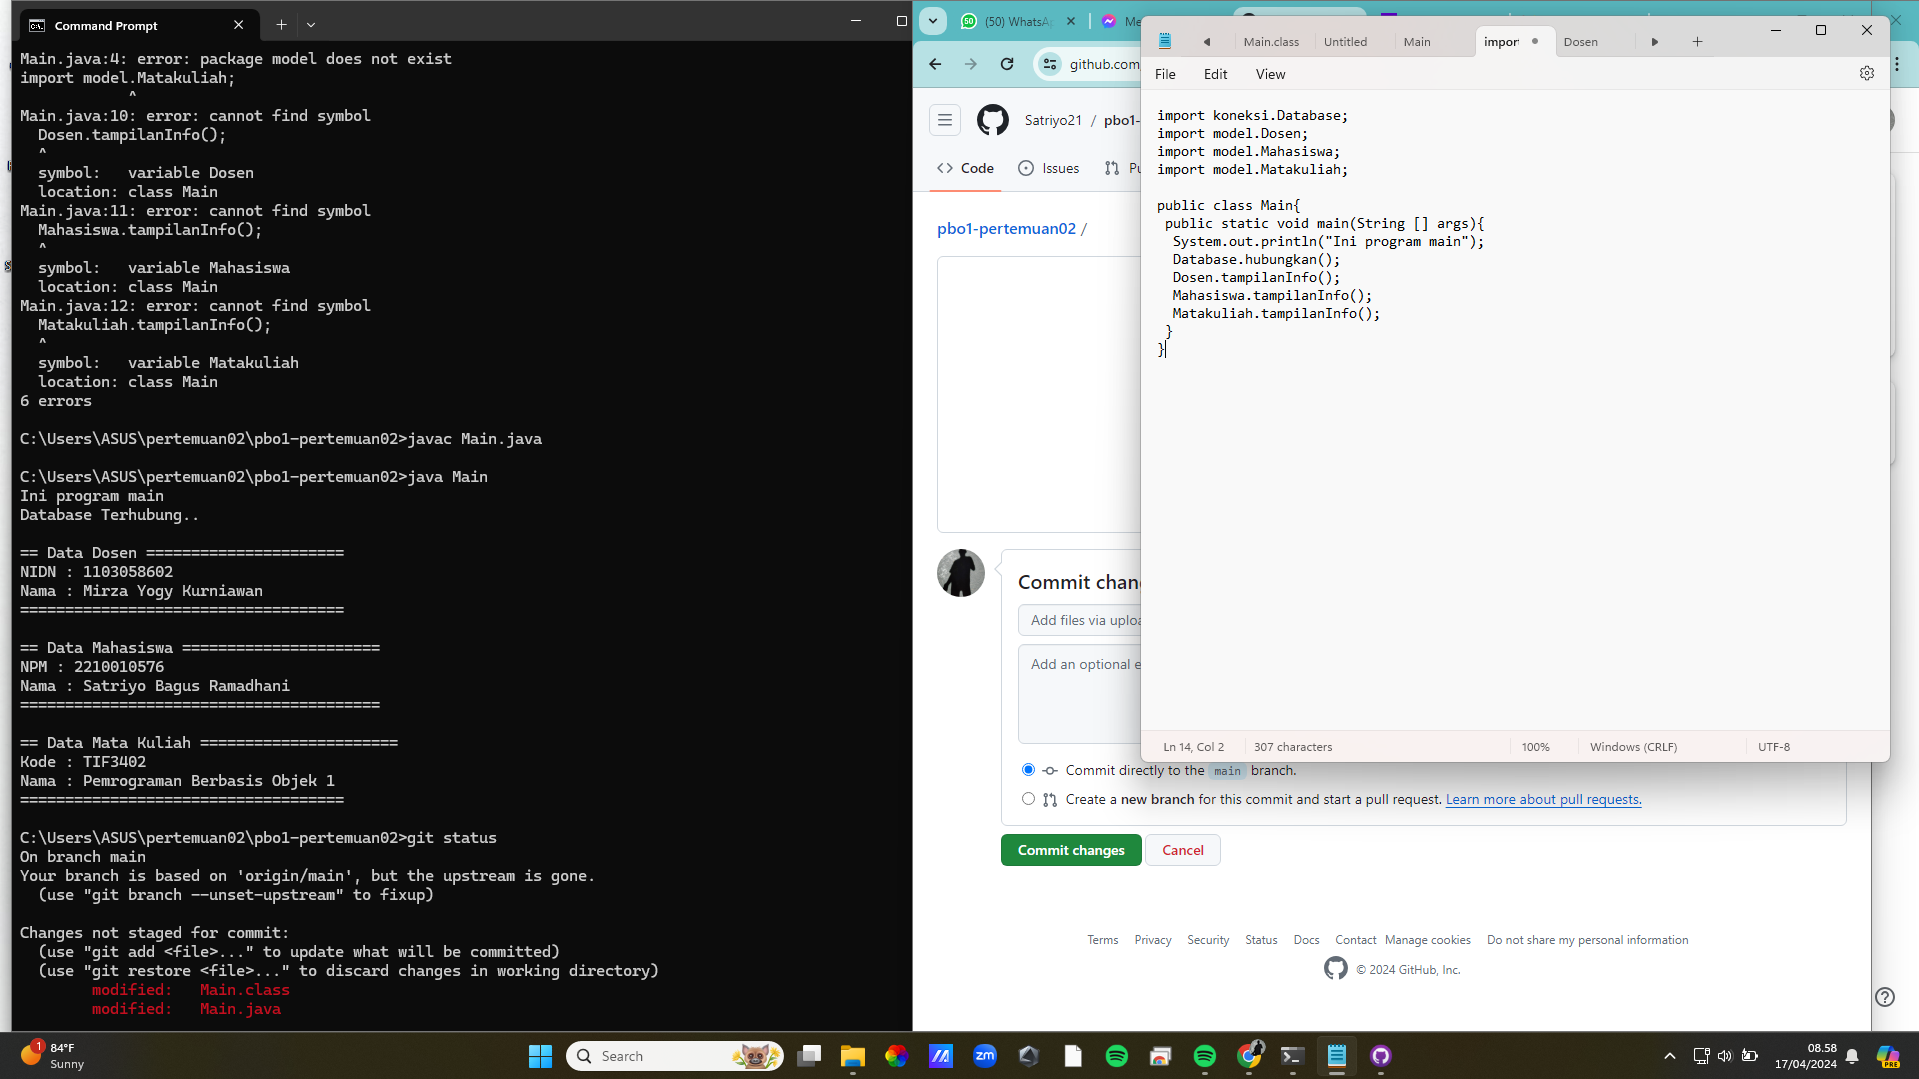 Command Prompt
Main.java:4: error: package model does not exist
import model.Matakuliah;
^
Main.java:10: error: cannot find symbol
Dosen.tampilanInfo();
^
symbol:   variable Dosen
location: class Main
Main.java:11: error: cannot find symbol
Mahasiswa.tampilanInfo();
^
symbol:   variable Mahasiswa
location: class Main
Main.java:12: error: cannot find symbol
Matakuliah.tampilanInfo();
^
symbol:   variable Matakuliah
location: class Main
6 errors
C:\Users\ASUS\pertemuan02\pbo1-pertemuan02>javac Main.java
C:\Users\ASUS\pertemuan02\pbo1-pertemuan02>java Main
Ini program main
Database Terhubung..
== Data Dosen ======================
NIDN : 1103058602
Nama : Mirza Yogy Kurniawan
====================================
== Data Mahasiswa ======================
NPM : 2210010576
Nama : Satriyo Bagus Ramadhani
========================================
== Data Mata Kuliah ======================
Kode : TIF3402
Nama : Pemrograman Berbasis Objek 1
====================================
C:\Users\ASUS\pertemuan02\pbo1-pertemuan02>git status
On branch main
Your branch is based on 'origin/main', but the upstream is gone.
(use "git branch --unset-upstream" to fixup)
Changes not staged for commit:
(use "git add <file>..." to update what will be committed)
(use "git restore <file>..." to discard changes in working directory)
modified:   Main.class
modified:   Main.java
(50) WhatsA
Me
github.com
Satriyo21 / pbo1-
Code
Issues
Pu
pbo1-pertemuan02 /
Commit chan
Add files via uploa
Add an optional e
Commit directly to the main branch.
Create a new branch for this commit and start a pull request. Learn more about pull requests.
Commit changes
Cancel
Terms Privacy Security Status Docs Contact Manage cookies Do not share my personal information
© 2024 GitHub, Inc.
Main.class
Untitled
Main
import
Dosen
File
Edit
View
import koneksi.Database;
import model.Dosen;
import model.Mahasiswa;
import model.Matakuliah;
public class Main{
public static void main(String [] args){
System.out.println("Ini program main");
Database.hubungkan();
Dosen.tampilanInfo();
Mahasiswa.tampilanInfo();
Matakuliah.tampilanInfo();
}
}
Ln 14, Col 2
307 characters
100%
Windows (CRLF)
UTF-8
1
84°F
Sunny
Search
zm
08.58
17/04/2024
PRE